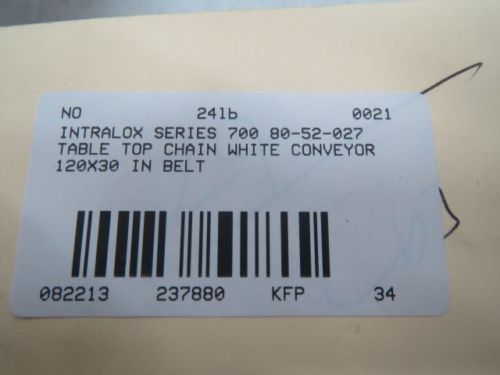 NO 24lb 0021
INTRALOX SERIES 700 80-52-027
TABLE TOP CHAIN WHITE CONVEYOR
120X30 IN BELT
082213 237880 KFP 34